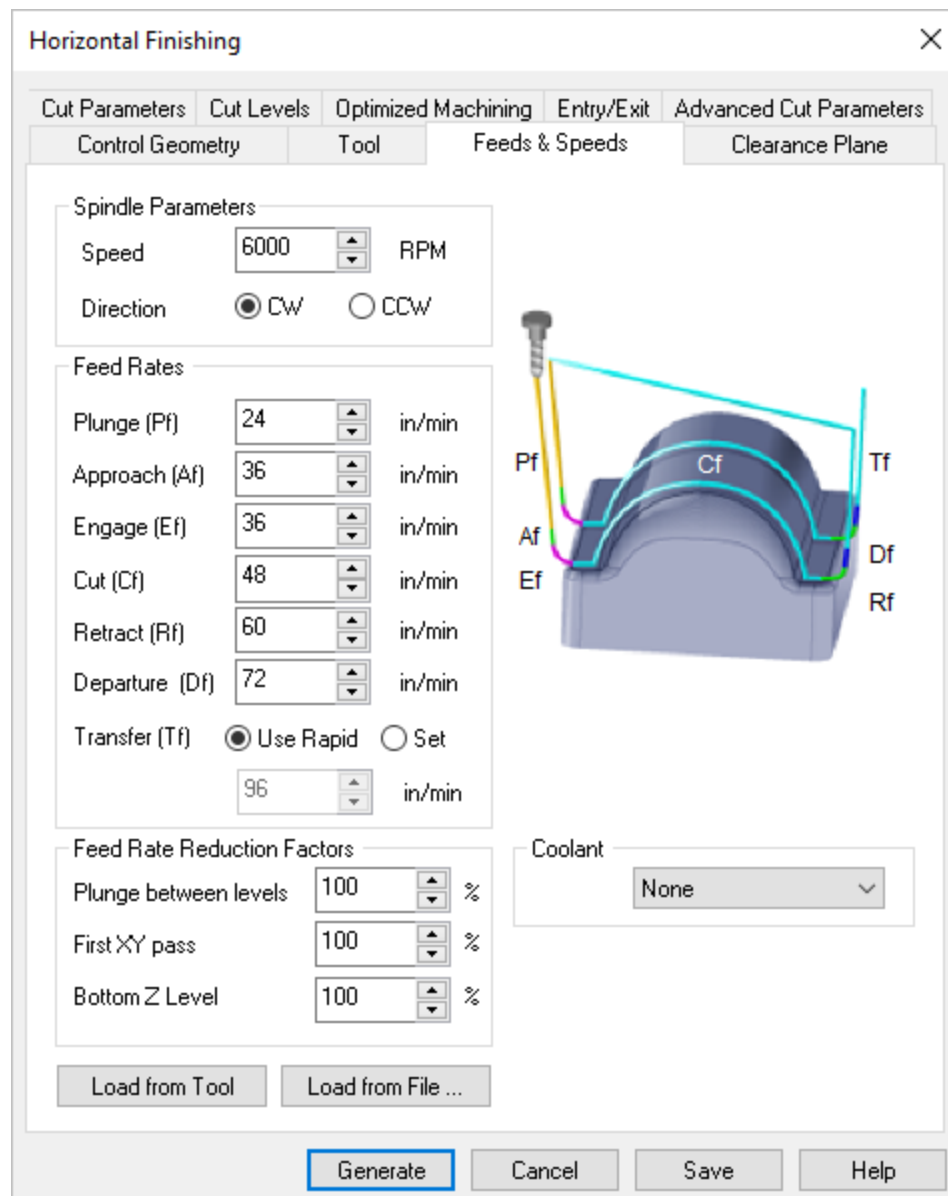 Horizontal Finishing
Cut Parameters Cut Levels Optimized Machining Entry/Exit Advanced Cut Parameters
Control Geometry Tool Feeds & Speeds Clearance Plane
Spindle Parameters
Speed 6000 RPM
Direction CW CCW
Feed Rates
Plunge (Pf) 24 in/min
Approach (Af) 36 in/min
Engage (Ef) 36 in/min
Cut (Cf) 48 in/min
Retract (Rf) 60 in/min
Departure (Df) 72 in/min
Transfer (Tf) Use Rapid Set
96 in/min
Pf Cf Tf
Af Df
Ef Rf
Feed Rate Reduction Factors
Plunge between levels 100 %
First XY pass 100 %
Bottom Z Level 100 %
Coolant
None
Load from Tool Load from File ...
Generate Cancel Save Help